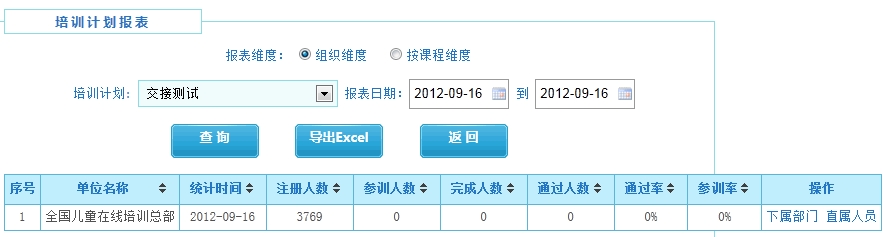 培训计划报表
报表维度： 组织维度 按课程维度
培训计划: 交接测试 报表日期: 2012-09-16 到 2012-09-16
查 询 导出Excel 返 回
序号 单位名称 统计时间 注册人数 参训人数 完成人数 通过人数 通过率 参训率 操作
1 全国儿童在线培训总部 2012-09-16 3769 0 0 0 0% 0% 下属部门 直属人员